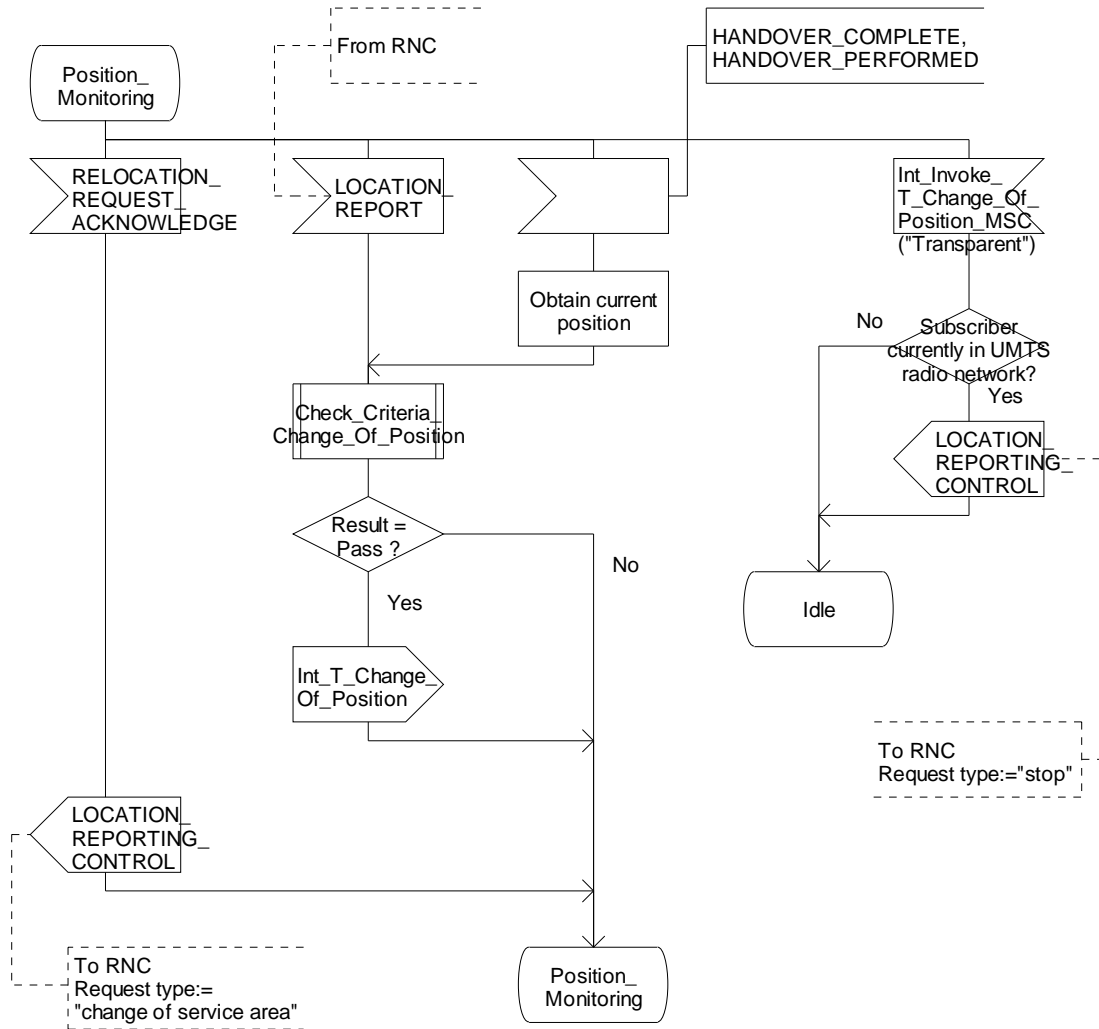 From RNC
HANDOVER_COMPLETE,
HANDOVER_PERFORMED
Position_
Monitoring
RELOCATION_
REQUEST_
ACKNOWLEDGE
LOCATION_
REPORT
Int_Invoke_
T_Change_Of_
Position_MSC
("Transparent")
Obtain current
position
No
Subscriber
currently in UMTS
radio network?
Yes
Check_Criteria_
Change_Of_Position
LOCATION_
REPORTING_
CONTROL
Result =
Pass ?
No
Yes
Idle
Int_T_Change_
Of_Position
To RNC
Request type:="stop"
LOCATION_
REPORTING_
CONTROL
To RNC
Request type:=
"change of service area"
Position_
Monitoring